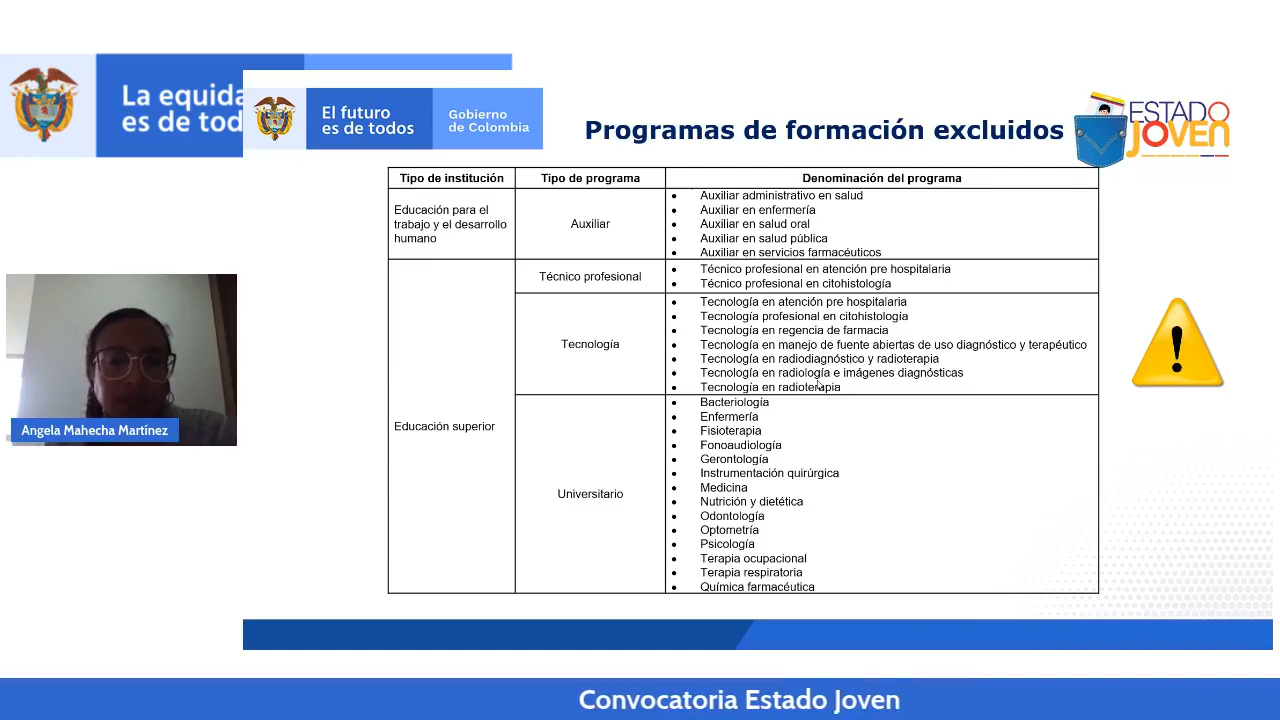 La equida
es de tod
El futuro
es de todos
Gobierno
de Colombia
Programas de formación excluidos
ESTADO
JOVEN
Tipo de institución
Tipo de programa
Denominación del programa
Educación para el
trabajo y el desarrollo
humano
Auxiliar
Auxiliar administrativo en salud
Auxiliar en enfermería
Auxiliar en salud oral
Auxiliar en salud pública
Auxiliar en servicios farmacéuticos
Educación superior
Técnico profesional
Técnico profesional en atención pre hospitalaria
Técnico profesional en citohistología
Tecnología
Tecnología en atención pre hospitalaria
Tecnología profesional en citohistología
Tecnología en regencia de farmacia
Tecnología en manejo de fuente abiertas de uso diagnóstico y terapéutico
Tecnología en radiodiagnóstico y radioterapia
Tecnología en radiología e imágenes diagnósticas
Tecnología en radioterapia
Universitario
Bacteriología
Enfermería
Fisioterapia
Fonoaudiología
Gerontología
Instrumentación quirúrgica
Medicina
Nutrición y dietética
Odontología
Optometría
Psicología
Terapia ocupacional
Terapia respiratoria
Química farmacéutica
Angela Mahecha Martínez
Convocatoria Estado Joven